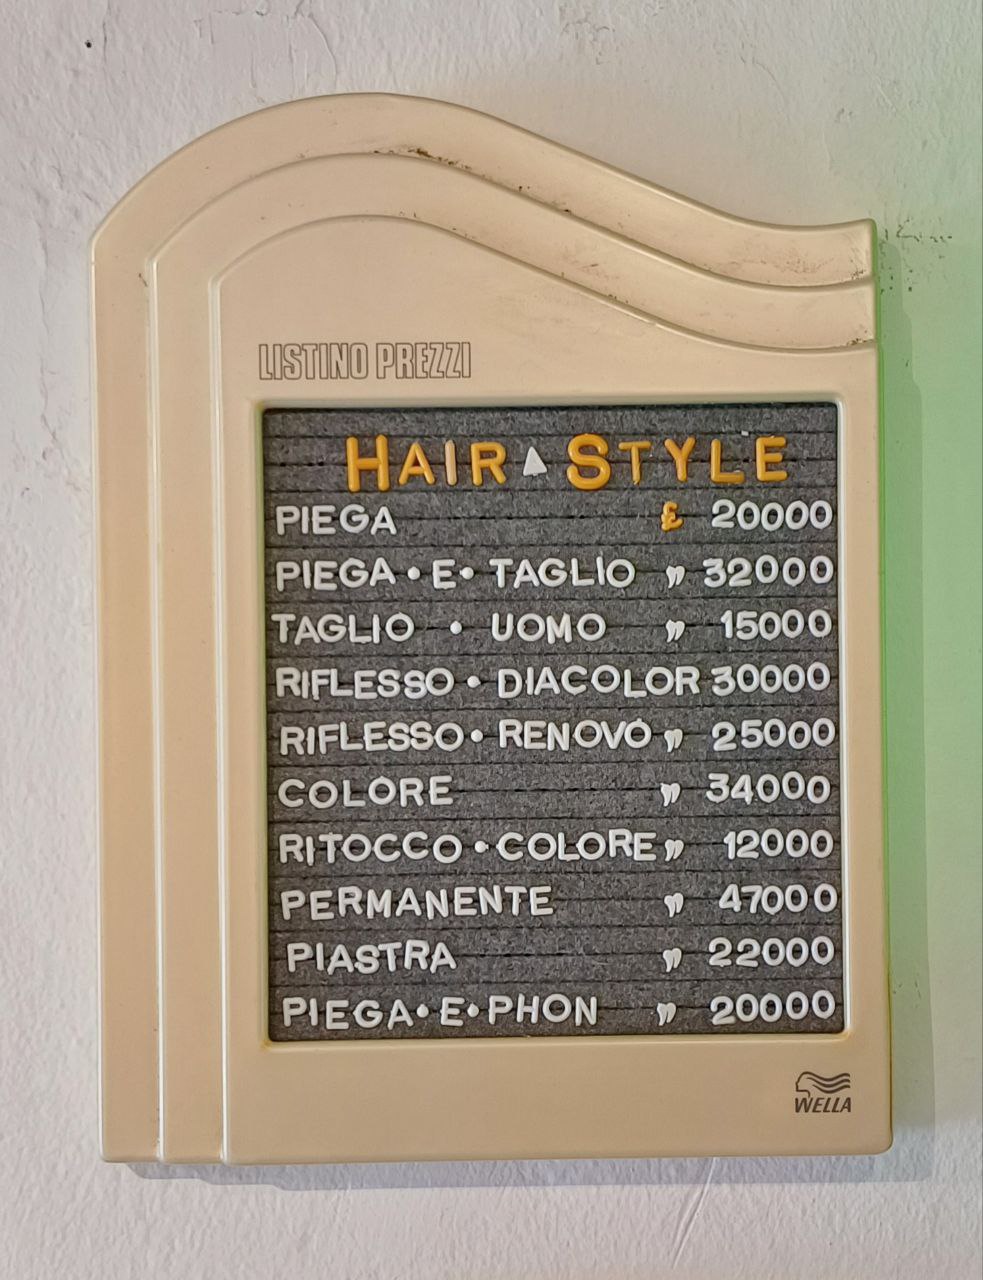 LISTINO PREZZI
HAIR ▲ STYLE
PIEGA £ 20000
PIEGA • E • TAGLIO " 32000
TAGLIO • UOMO " 15000
RIFLESSO • DIACOLOR 30000
RIFLESSO • RENOVO " 25000
COLORE " 34000
RITOCCO • COLORE " 12000
PERMANENTE " 47000
PIASTRA " 22000
PIEGA • E • PHON " 20000
WELLA